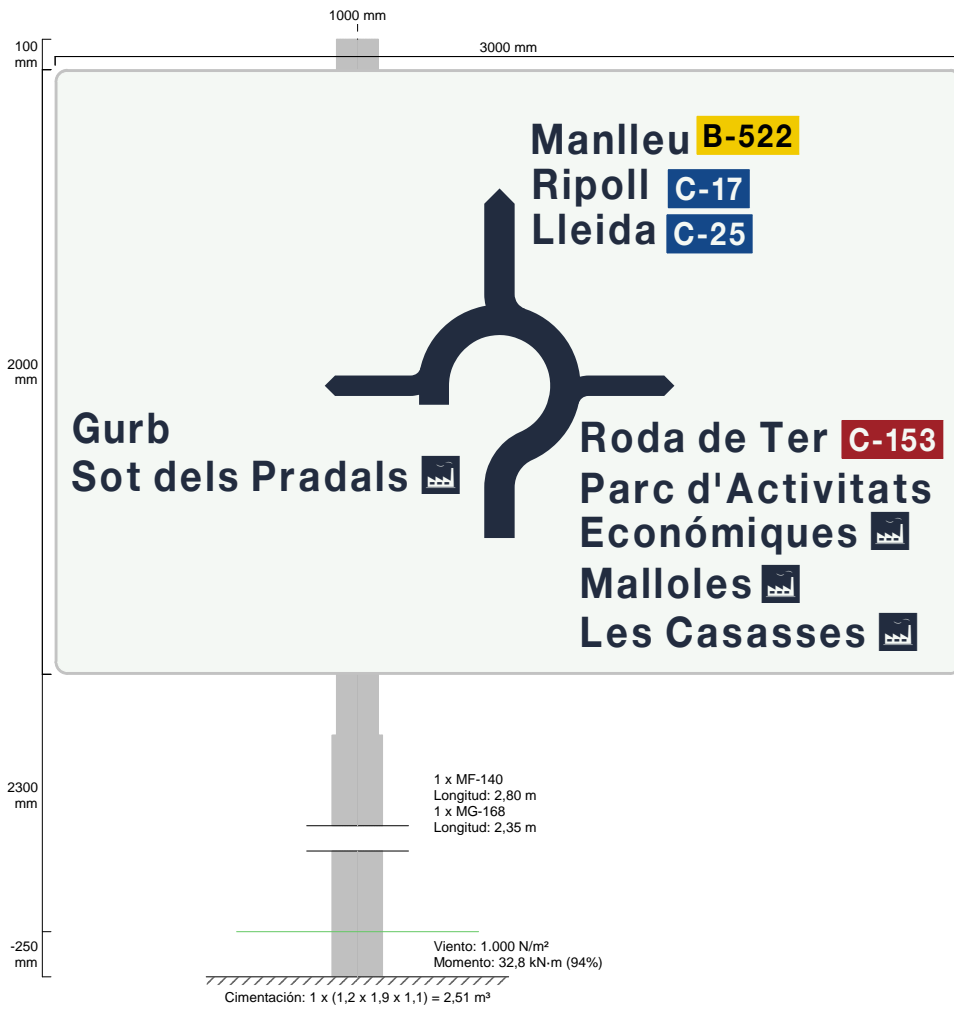 1000 mm
100
mm
3000 mm
Manlleu B-522
Ripoll C-17
Lleida C-25
2000
mm
Gurb
Sot dels Pradals
Roda de Ter C-153
Parc d'Activitats
Económiques
Malloles
Les Casasses
2300
mm
1 x MF-140
Longitud: 2,80 m
1 x MG-168
Longitud: 2,35 m
-250
mm
Viento: 1.000 N/m²
Momento: 32,8 kN·m (94%)
Cimentación: 1 x (1,2 x 1,9 x 1,1) = 2,51 m³